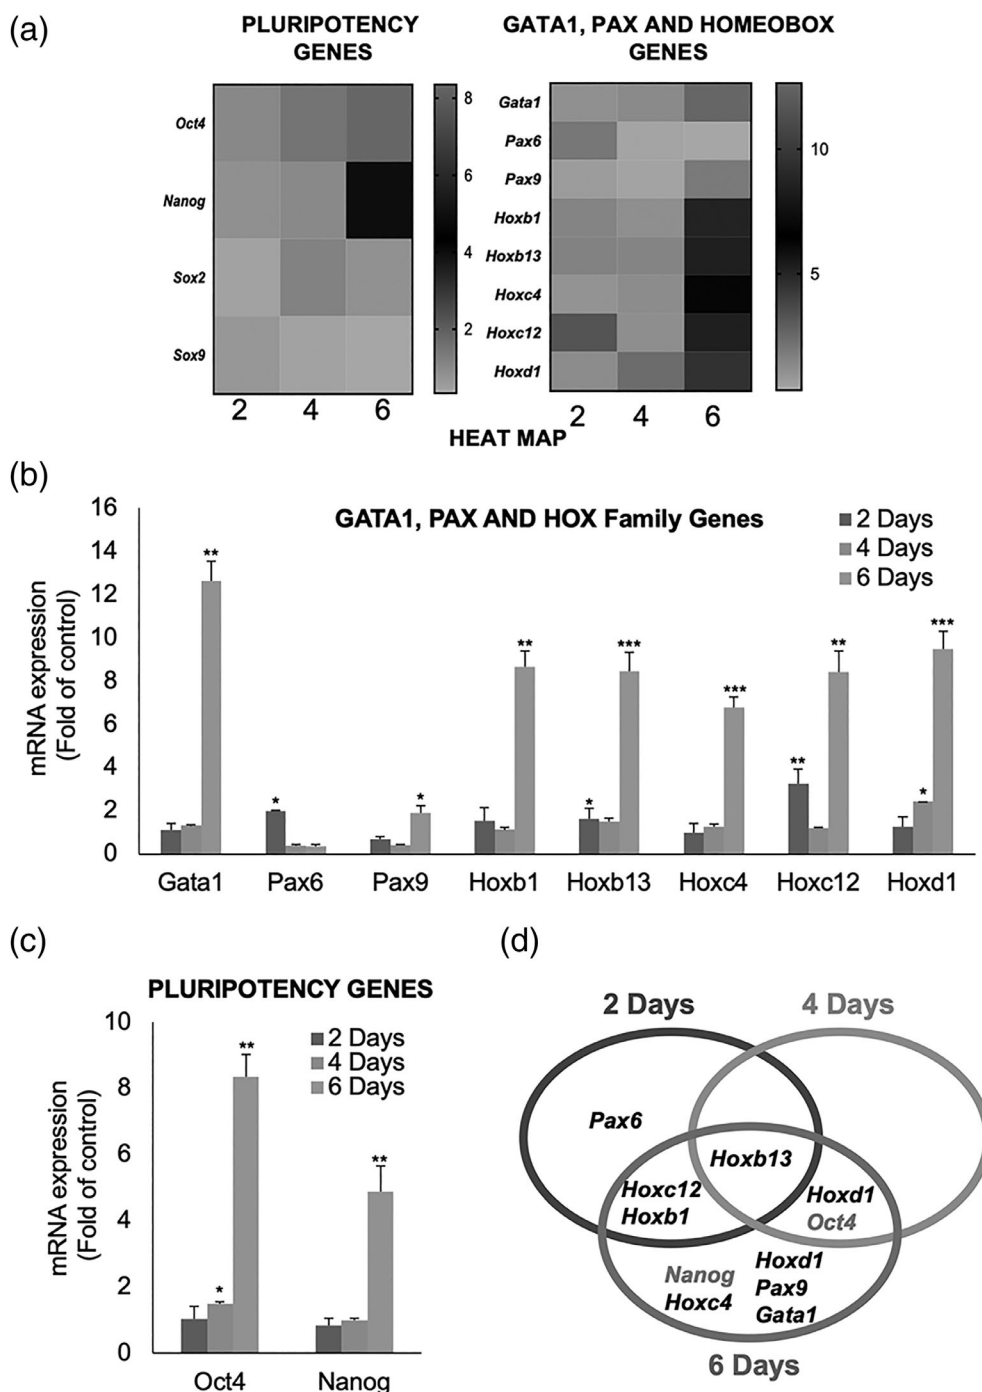 (a)
PLURIPOTENCY
GENES
GATA1, PAX AND HOMEOBOX
GENES
Oct4
Nanog
Sox2
Sox9
8
6
4
2
2 4 6
Gata1
Pax6
Pax9
Hoxb1
Hoxb13
Hoxc4
Hoxc12
Hoxd1
10
5
2 4 6
HEAT MAP
(b)
GATA1, PAX AND HOX Family Genes
2 Days
4 Days
6 Days
mRNA expression
(Fold of control)
16
14
12
10
8
6
4
2
0
**
*
*
**
*
***
***
**
**
*
***
Gata1 Pax6 Pax9 Hoxb1 Hoxb13 Hoxc4 Hoxc12 Hoxd1
(c)
PLURIPOTENCY GENES
2 Days
4 Days
6 Days
mRNA expression
(Fold of control)
10
8
6
4
2
0
*
**
**
Oct4 Nanog
(d)
2 Days
4 Days
Pax6
Hoxb13
Hoxc12
Hoxb1
Hoxd1
Oct4
Nanog
Hoxc4
Hoxd1
Pax9
Gata1
6 Days